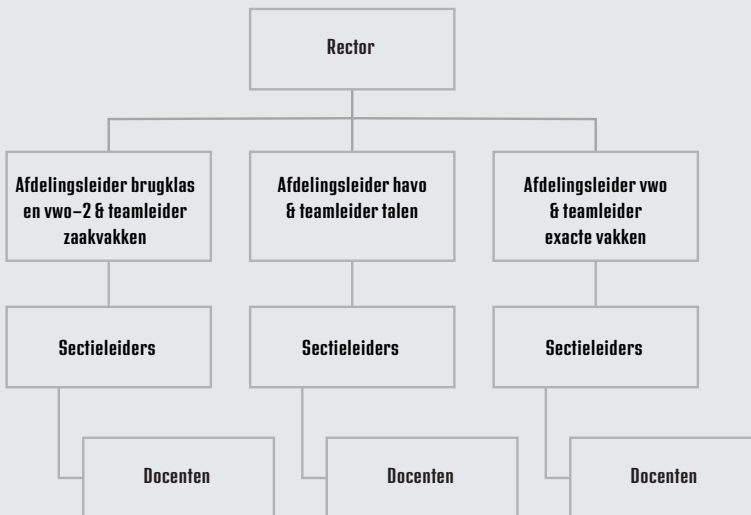 Rector
Afdelingsleider brugklas
en vwo–2 & teamleider
zaakvakken
Afdelingsleider havo
& teamleider talen
Afdelingsleider vwo
& teamleider
exacte vakken
Sectieleiders
Sectieleiders
Sectieleiders
Docenten
Docenten
Docenten